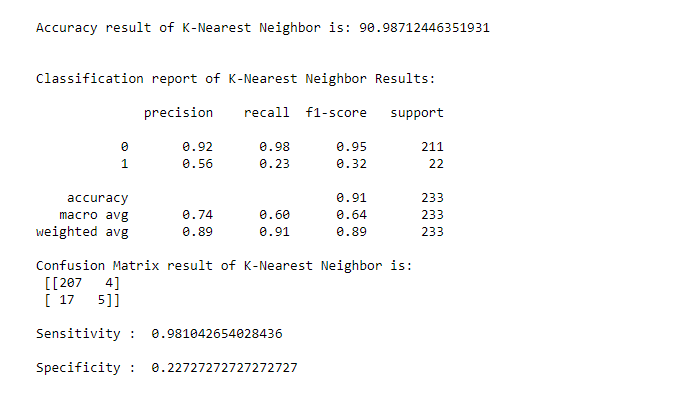 Accuracy result of K-Nearest Neighbor is: 90.98712446351931
Classification report of K-Nearest Neighbor Results:
precision recall f1-score support
0 0.92 0.98 0.95 211
1 0.56 0.23 0.32 22
accuracy 0.91 233
macro avg 0.74 0.60 0.64 233
weighted avg 0.89 0.91 0.89 233
Confusion Matrix result of K-Nearest Neighbor is:
[[207 4]
[ 17 5]]
Sensitivity : 0.981042654028436
Specificity : 0.22727272727272727